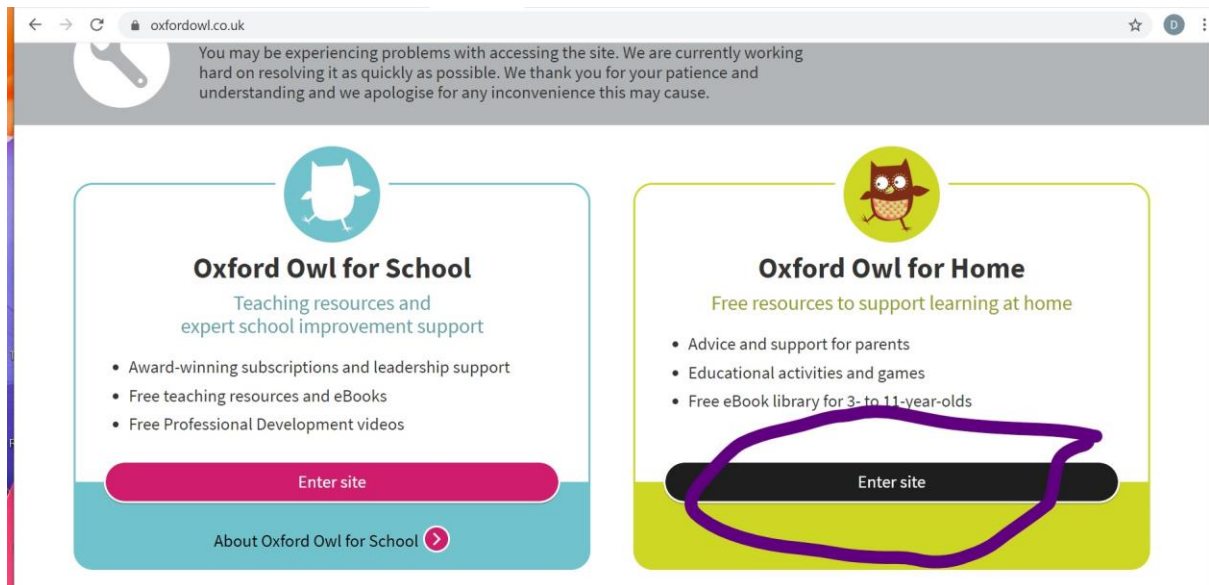 oxfordowl.co.uk
D
You may be experiencing problems with accessing the site. We are currently working
hard on resolving it as quickly as possible. We thank you for your patience and
understanding and we apologise for any inconvenience this may cause.
Oxford Owl for School
Teaching resources and
expert school improvement support
• Award-winning subscriptions and leadership support
• Free teaching resources and eBooks
• Free Professional Development videos
Enter site
About Oxford Owl for School
Oxford Owl for Home
Free resources to support learning at home
• Advice and support for parents
• Educational activities and games
• Free eBook library for 3- to 11-year-olds
Enter site